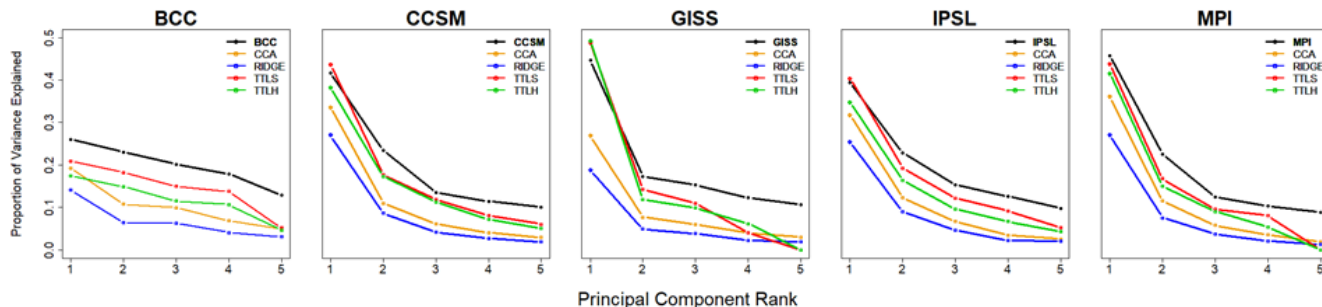 BCC
CCSM
GISS
IPSL
MPI
Proportion of Variance Explained
0.0 0.1 0.2 0.3 0.4 0.5
BCC
CCA
RIDGE
TTLS
TTLH
1 2 3 4 5
CCSM
CCA
RIDGE
TTLS
TTLH
1 2 3 4 5
GISS
CCA
RIDGE
TTLS
TTLH
1 2 3 4 5
IPSL
CCA
RIDGE
TTLS
TTLH
1 2 3 4 5
MPI
CCA
RIDGE
TTLS
TTLH
1 2 3 4 5
Principal Component Rank